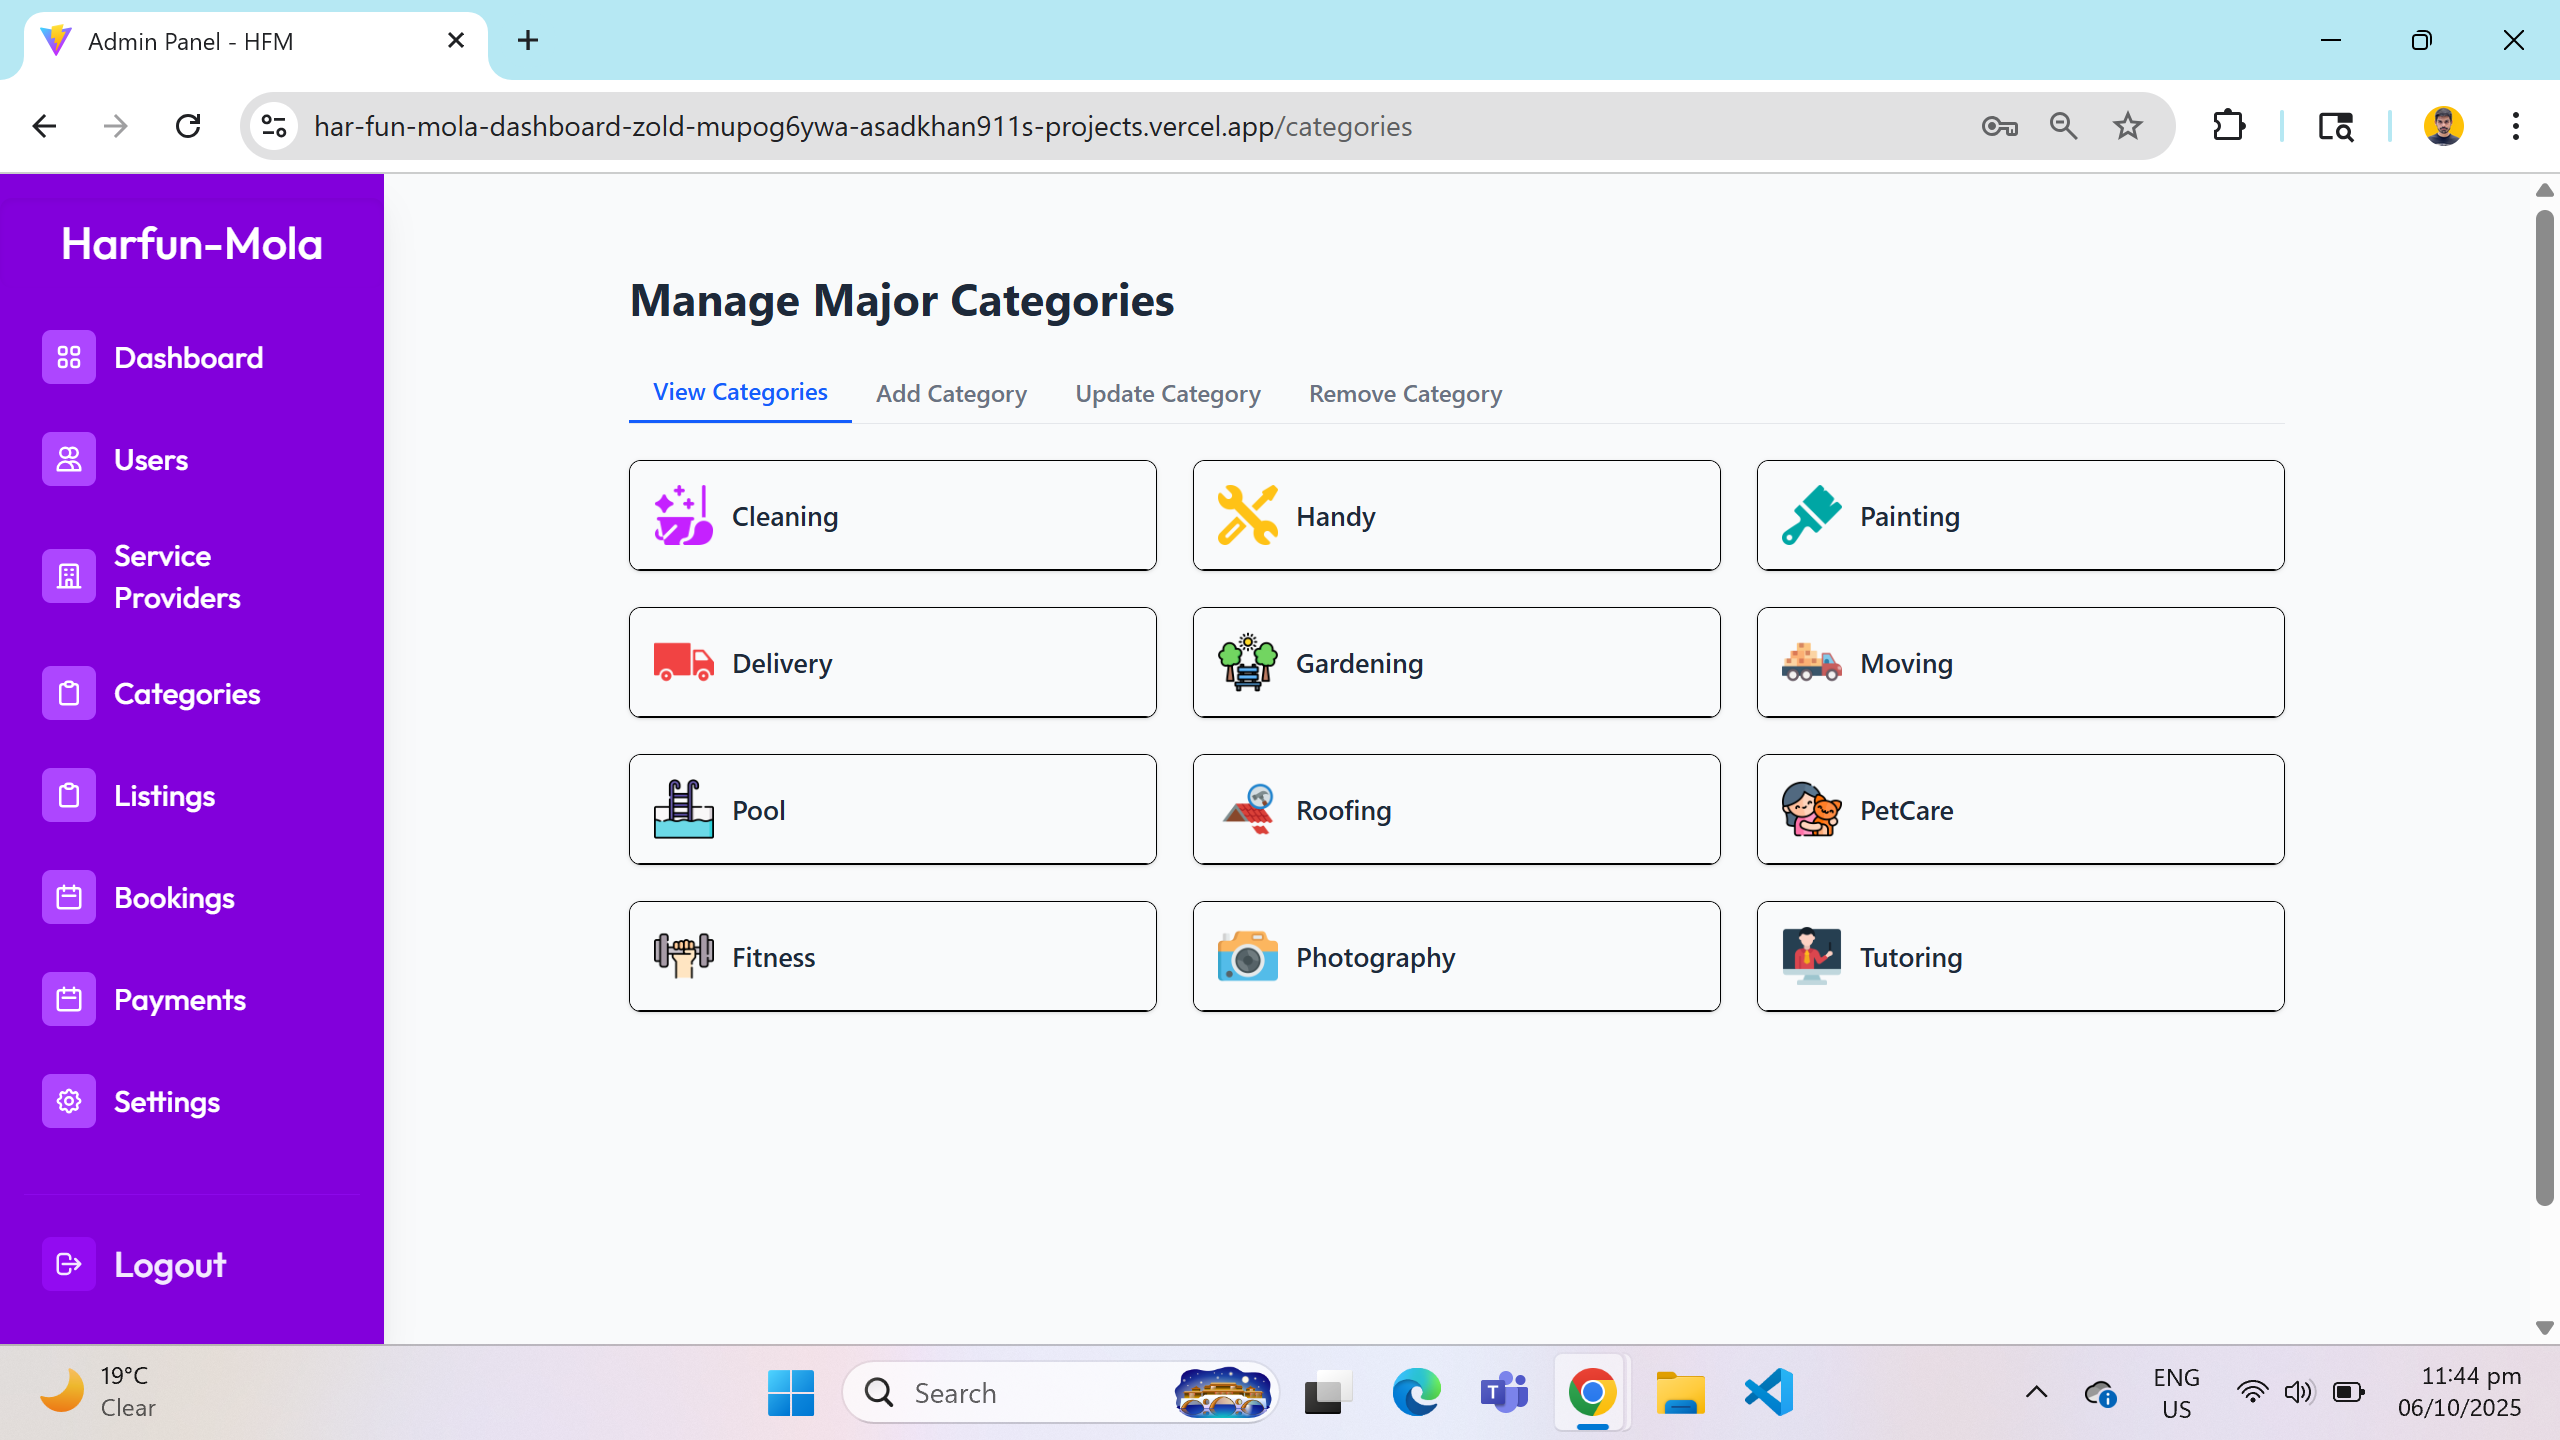 Admin Panel - HFM
har-fun-mola-dashboard-zold-mupog6ywa-asadkhan911s-projects.vercel.app/categories
Harfun-Mola
Dashboard
Users
Service
Providers
Categories
Listings
Bookings
Payments
Settings
Logout
Manage Major Categories
View Categories
Add Category
Update Category
Remove Category
Cleaning
Handy
Painting
Delivery
Gardening
Moving
Pool
Roofing
PetCare
Fitness
Photography
Tutoring
19°C
Clear
Search
T
ENG
US
11:44 pm
06/10/2025